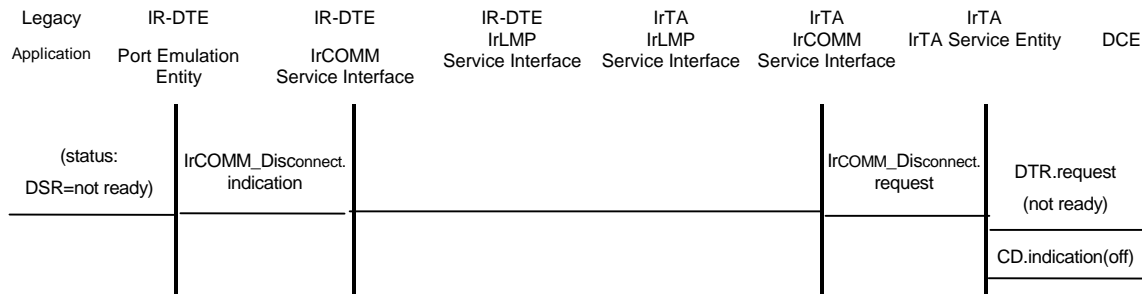 Legacy
Application
IR-DTE
Port Emulation
Entity
IR-DTE
IrCOMM
Service Interface
IR-DTE
IrLMP
Service Interface
IrTA
IrLMP
Service Interface
IrTA
IrCOMM
Service Interface
IrTA
IrTA Service Entity
DCE
(status:
DSR=not ready)
IrCOMM_Disconnect.
indication
IrCOMM_Disconnect.
request
DTR.request
(not ready)
CD.indication(off)